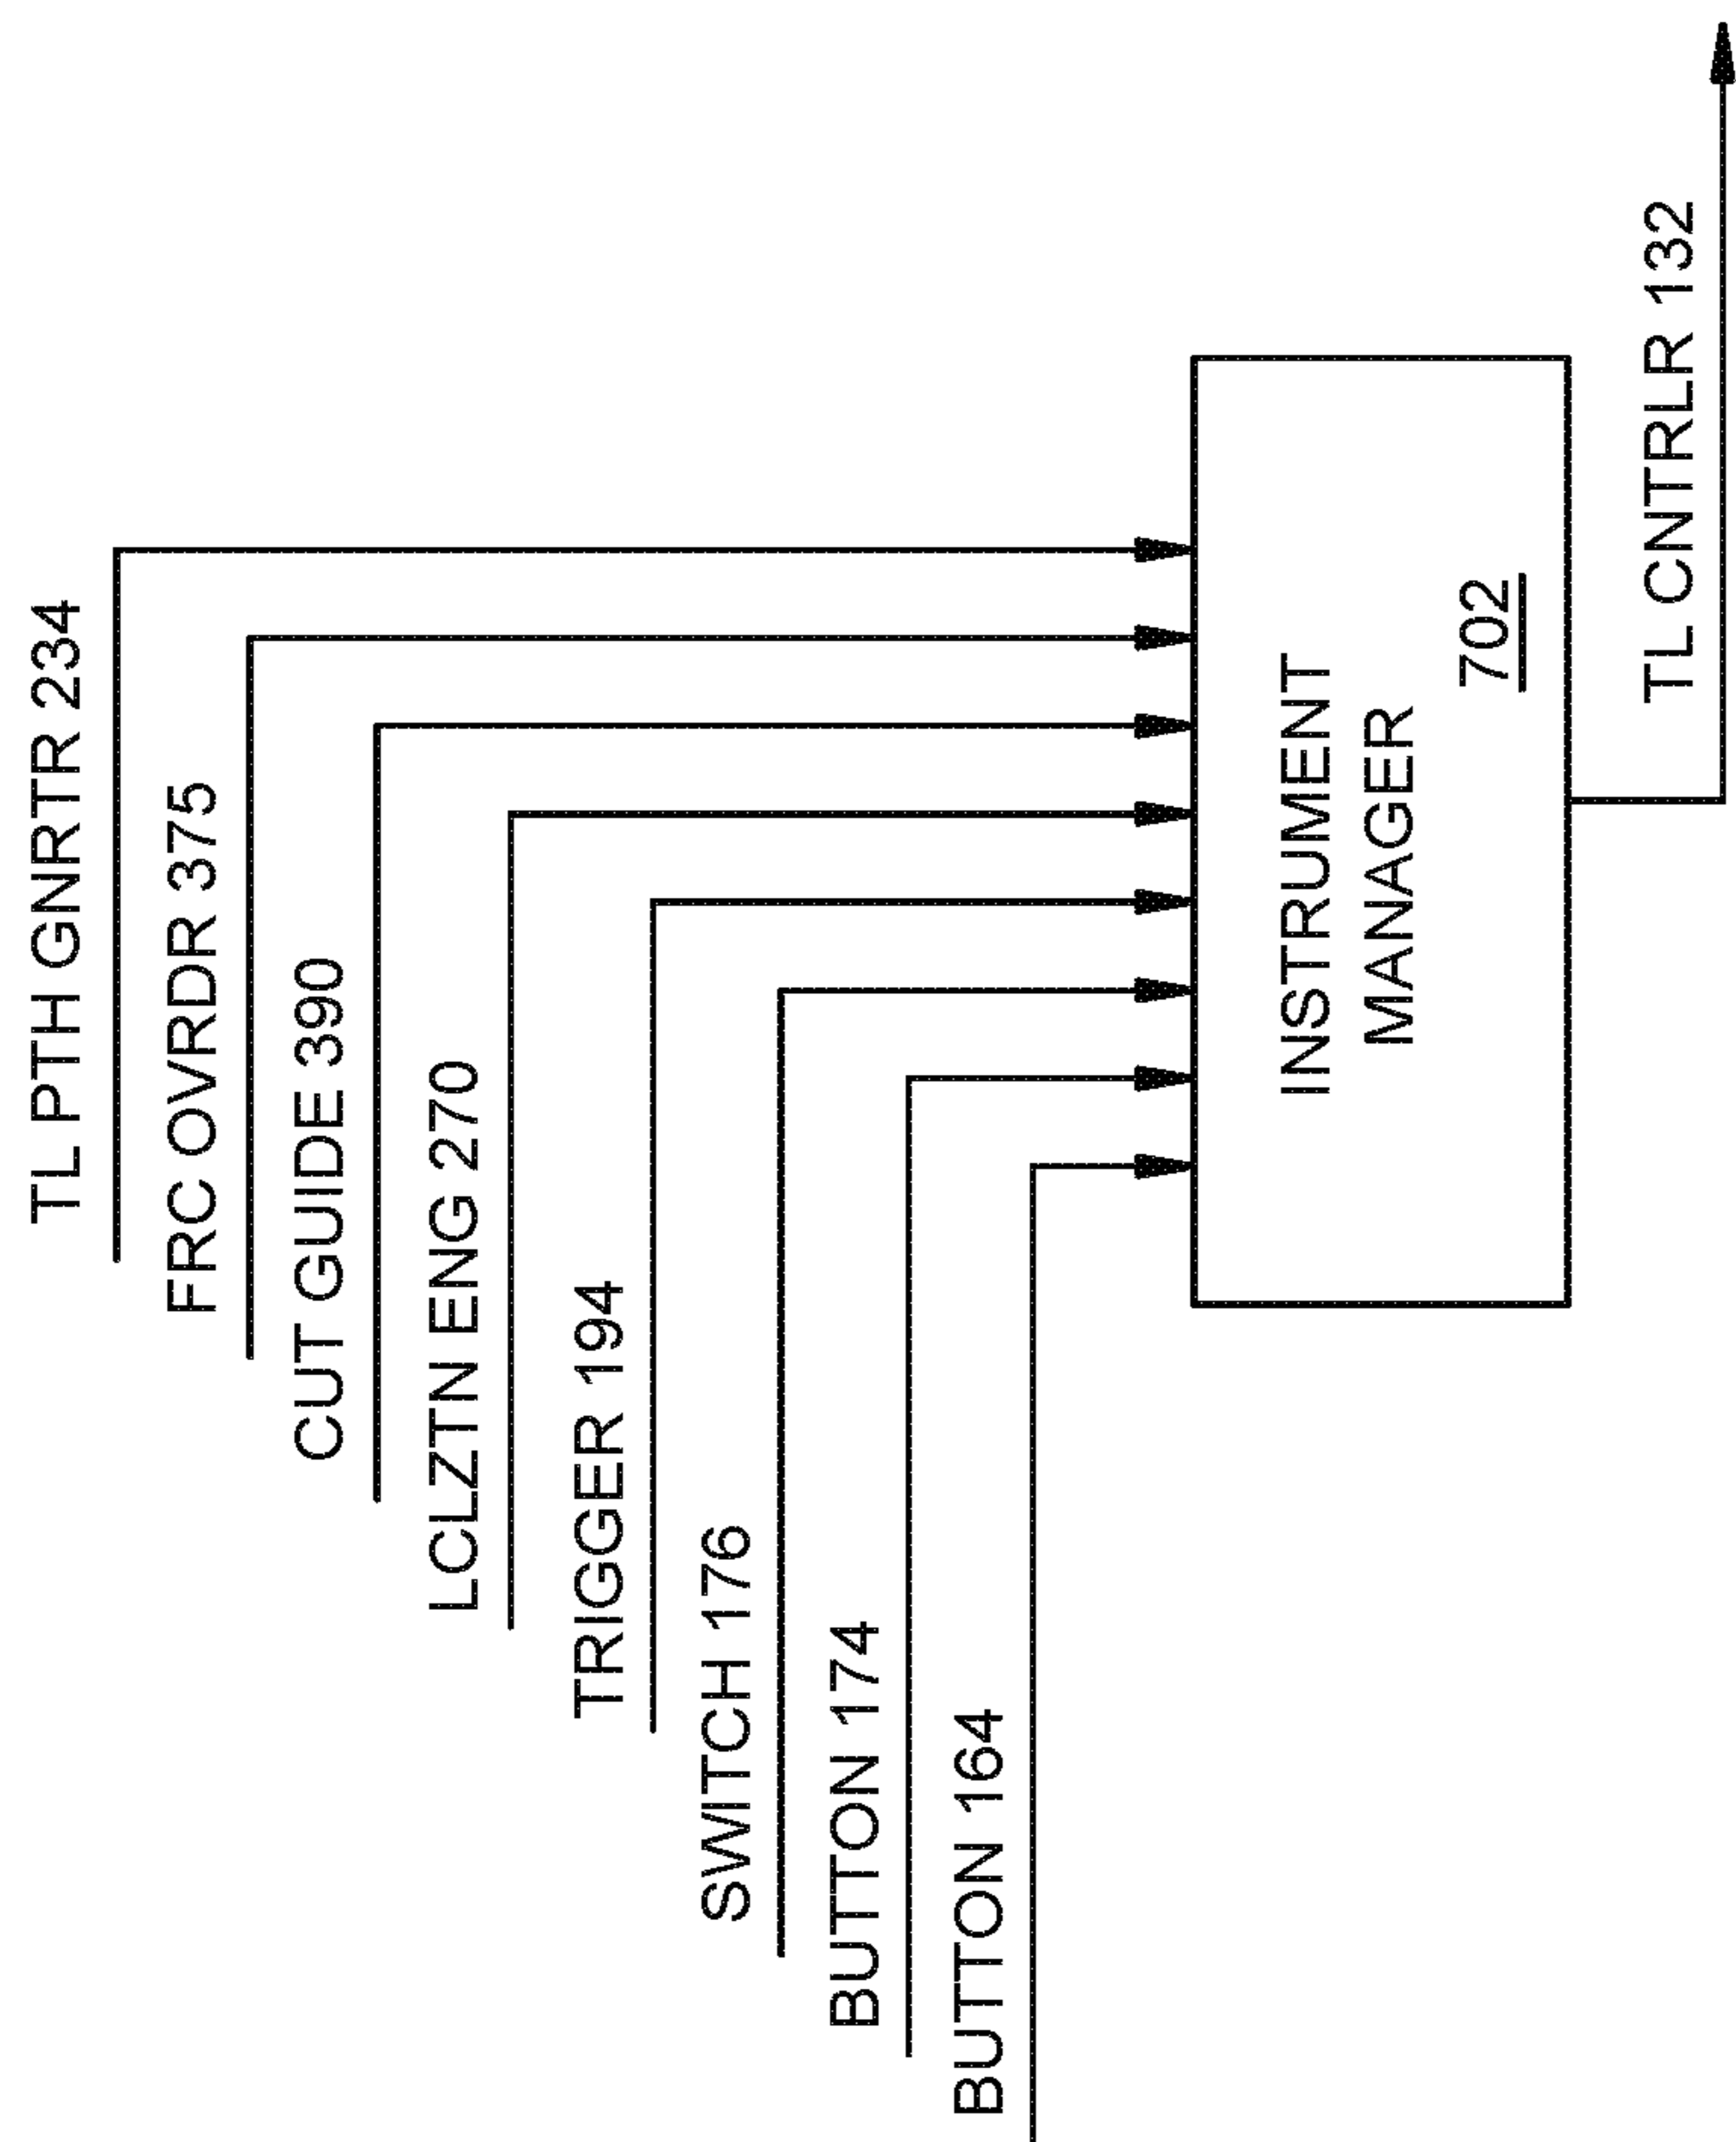 TL PTH GNRTR 234
FRC OVRDR 375
CUT GUIDE 390
LCLZTN ENG 270
TRIGGER 194
SWITCH 176
BUTTON 174
BUTTON 164
INSTRUMENT
MANAGER
702
TL CNTRLR 132